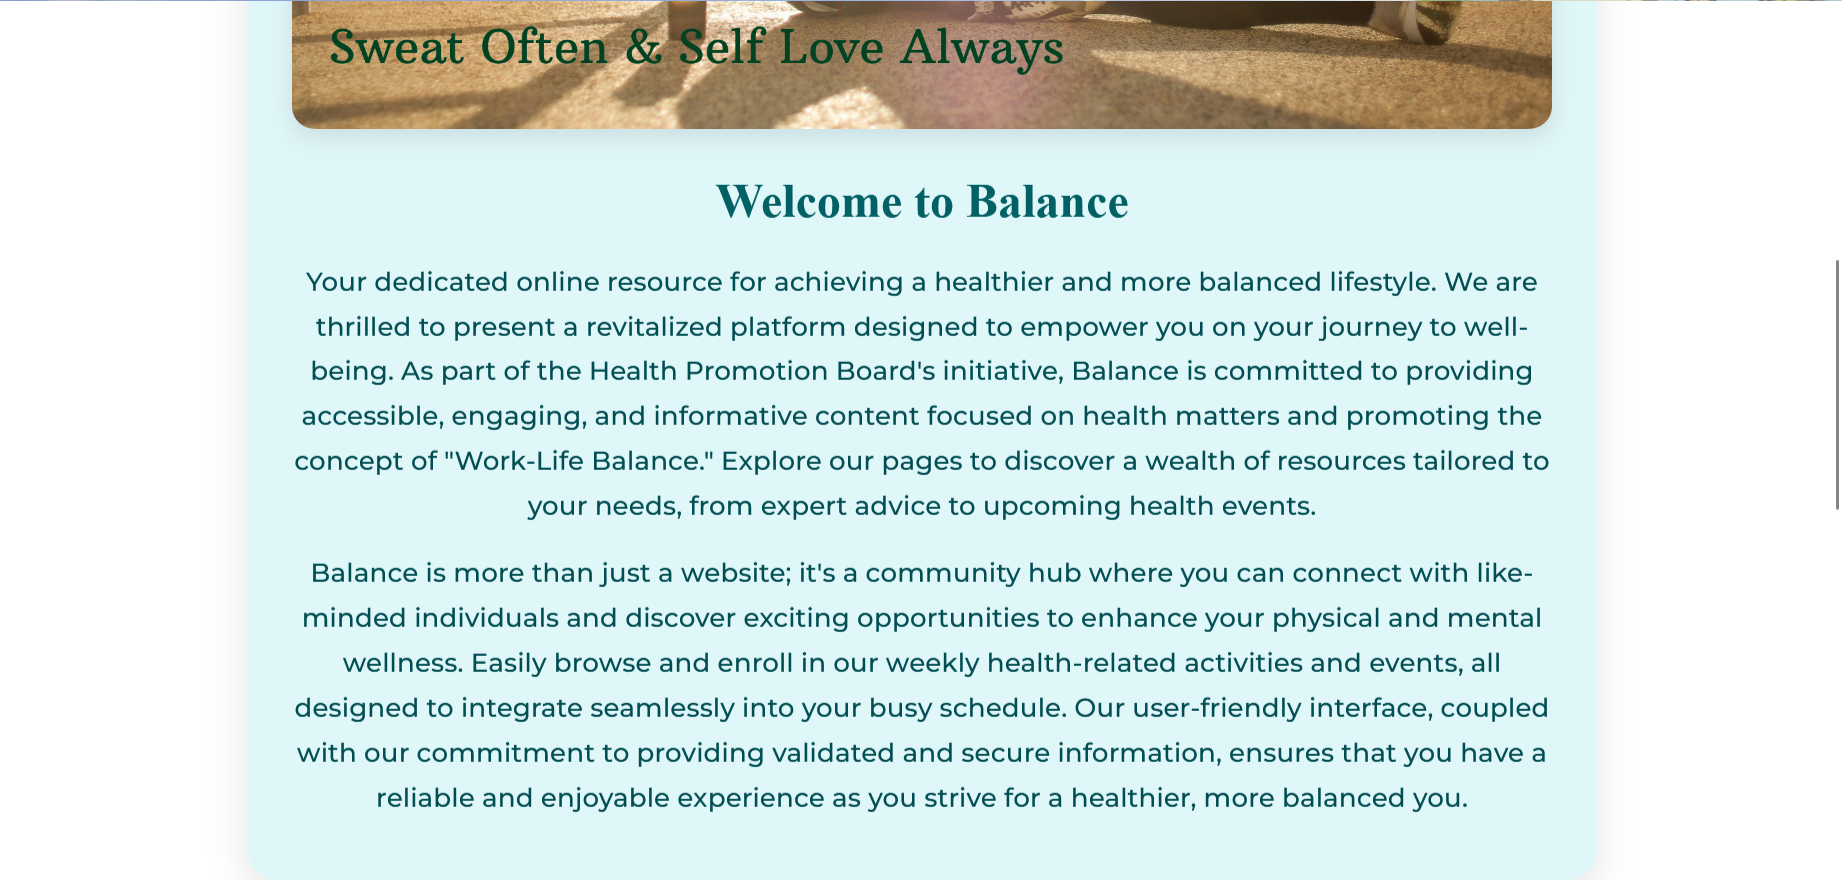 Sweat Often & Self Love Always
Welcome to Balance
Your dedicated online resource for achieving a healthier and more balanced lifestyle. We are
thrilled to present a revitalized platform designed to empower you on your journey to well-
being. As part of the Health Promotion Board's initiative, Balance is committed to providing
accessible, engaging, and informative content focused on health matters and promoting the
concept of "Work-Life Balance." Explore our pages to discover a wealth of resources tailored to
your needs, from expert advice to upcoming health events.
Balance is more than just a website; it's a community hub where you can connect with like-
minded individuals and discover exciting opportunities to enhance your physical and mental
wellness. Easily browse and enroll in our weekly health-related activities and events, all
designed to integrate seamlessly into your busy schedule. Our user-friendly interface, coupled
with our commitment to providing validated and secure information, ensures that you have a
reliable and enjoyable experience as you strive for a healthier, more balanced you.